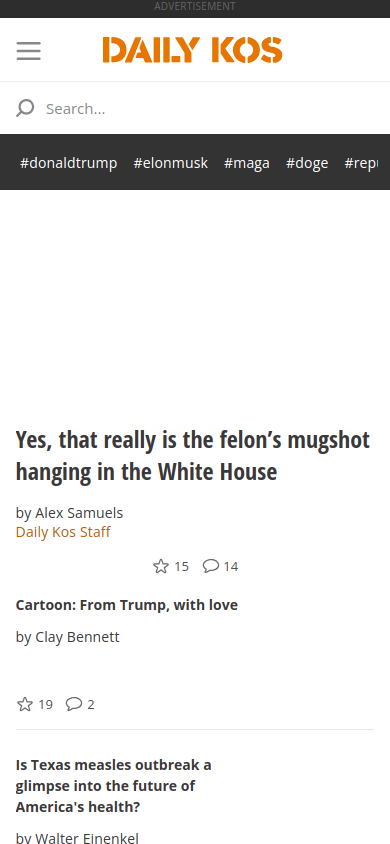 ADVERTISEMENT
DAILY KOS
Search...
#donaldtrump #elonmusk #maga #doge
Yes, that really is the felon’s mugshot
hanging in the White House
by Alex Samuels
Daily Kos Staff
15 14
Cartoon: From Trump, with love
by Clay Bennett
19 2
Is Texas measles outbreak a
glimpse into the future of
America's health?
by Walter Einenkel